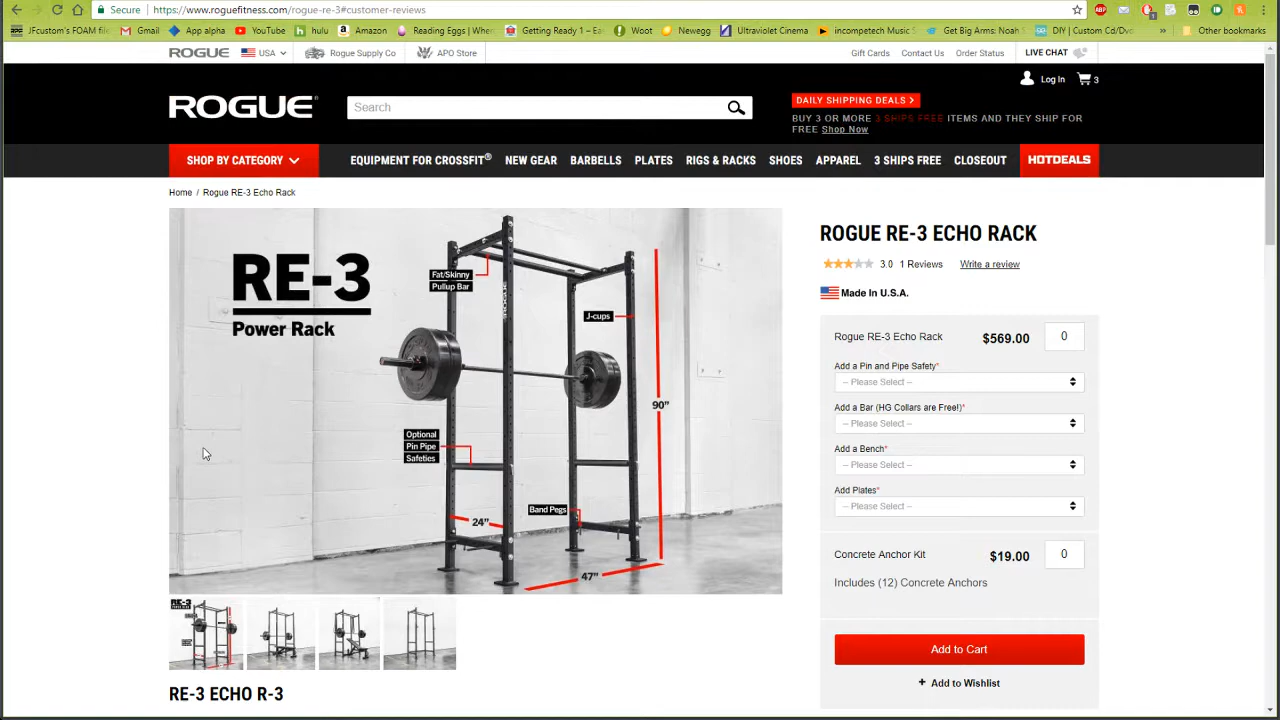 Secure
https://www.roguefitness.com/rogue-re-3#customer-reviews
JFcustom's FOAM file
Gmail
App alpha
YouTube
hulu
Amazon
Reading Eggs | Where
Getting Ready 1 – Ea
Woot
Newegg
Ultraviolet Cinema
incompetech Music S
Get Big Arms: Noah S
DIY | Custom Cd/Dvd
Other bookmarks
ROGUE
USA
Rogue Supply Co
APO Store
Gift Cards
Contact Us
Order Status
LIVE CHAT
Log In
3
ROGUE
Search
DAILY SHIPPING DEALS >
BUY 3 OR MORE 3 SHIPS FREE ITEMS AND THEY SHIP FOR
FREE Shop Now
SHOP BY CATEGORY
EQUIPMENT FOR CROSSFIT®
NEW GEAR
BARBELLS
PLATES
RIGS & RACKS
SHOES
APPAREL
3 SHIPS FREE
CLOSEOUT
HOTDEALS
Home / Rogue RE-3 Echo Rack
RE-3
Power Rack
Fat/Skinny
Pullup Bar
ROGUE
J-cups
90”
Optional
Pin Pipe
Safeties
Band Pegs
24”
47”
ROGUE RE-3 ECHO RACK
3.0 1 Reviews Write a review
Made In U.S.A.
Rogue RE-3 Echo Rack $569.00 0
Add a Pin and Pipe Safety*
-- Please Select --
Add a Bar (HG Collars are Free!)*
-- Please Select --
Add a Bench*
-- Please Select --
Add Plates*
-- Please Select --
Concrete Anchor Kit $19.00 0
Includes (12) Concrete Anchors
Add to Cart
+ Add to Wishlist
RE-3
RE-3 ECHO R-3